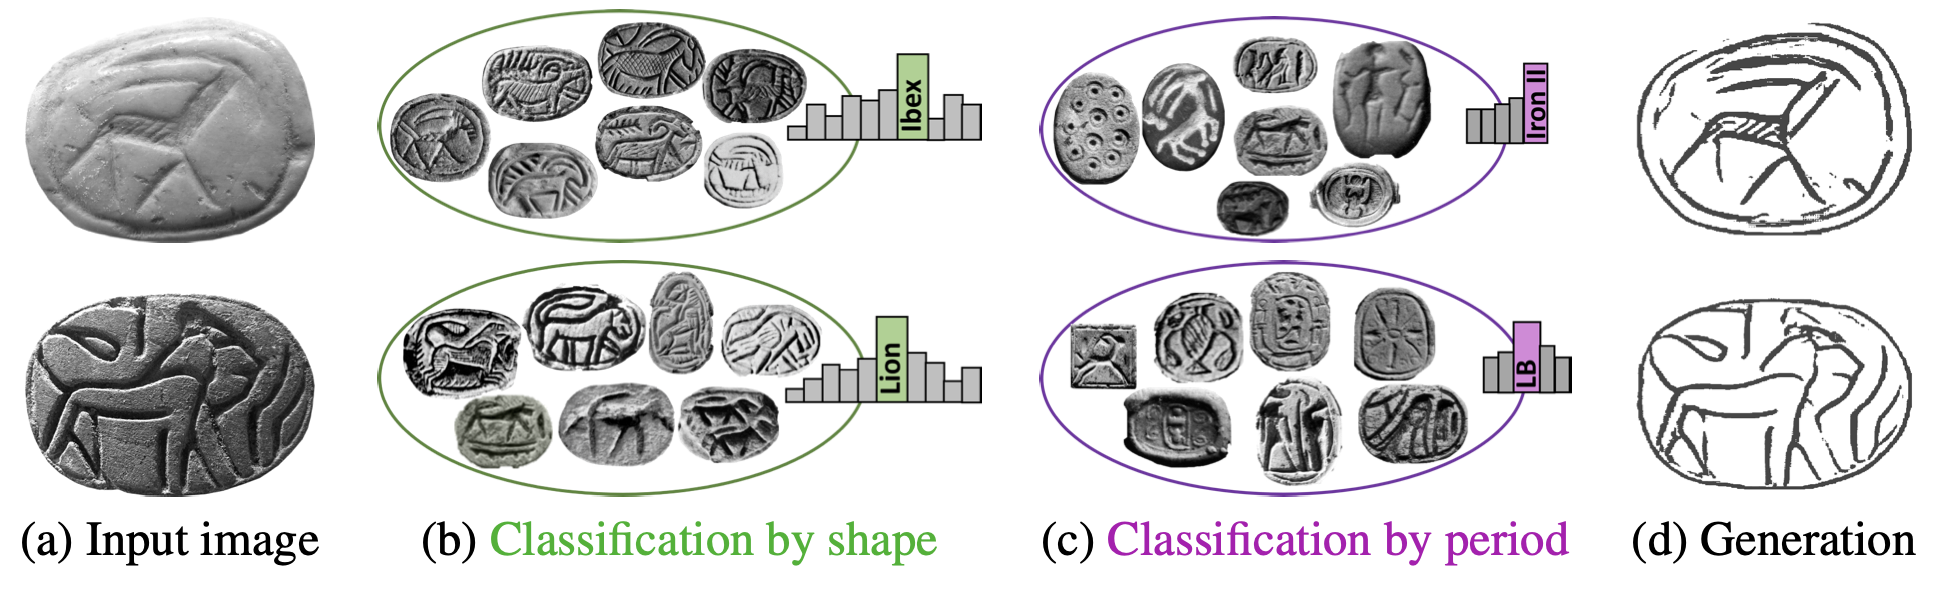 Ibex
Iron II
Lion
LB
(a) Input image
(b) Classification by shape
(c) Classification by period
(d) Generation